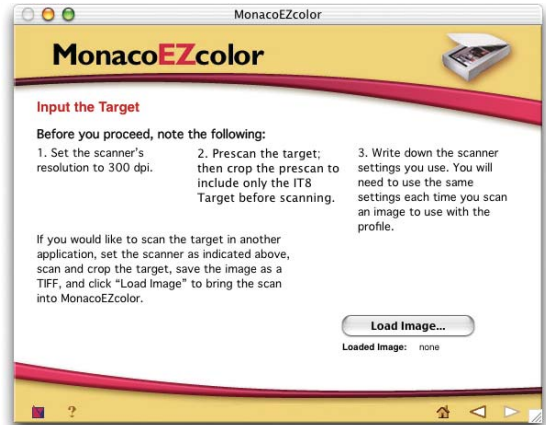 MonacoEZcolor
MonacoEZcolor
Input the Target
Before you proceed, note the following:
1. Set the scanner's
resolution to 300 dpi.
2. Prescan the target;
then crop the prescan to
include only the IT8
Target before scanning.
3. Write down the scanner
settings you use. You will
need to use the same
settings each time you scan
an image to use with the
profile.
If you would like to scan the target in another
application, set the scanner as indicated above,
scan and crop the target, save the image as a
TIFF, and click “Load Image” to bring the scan
into MonacoEZcolor.
Load Image...
Loaded Image: none
?